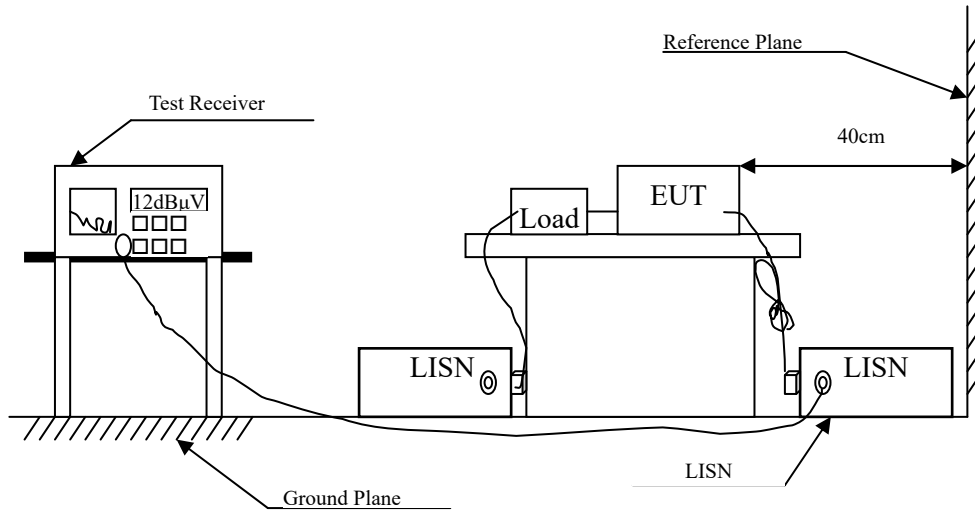 Reference Plane
Test Receiver
40cm
12dBµV
EUT
Load
LISN
LISN
LISN
Ground Plane